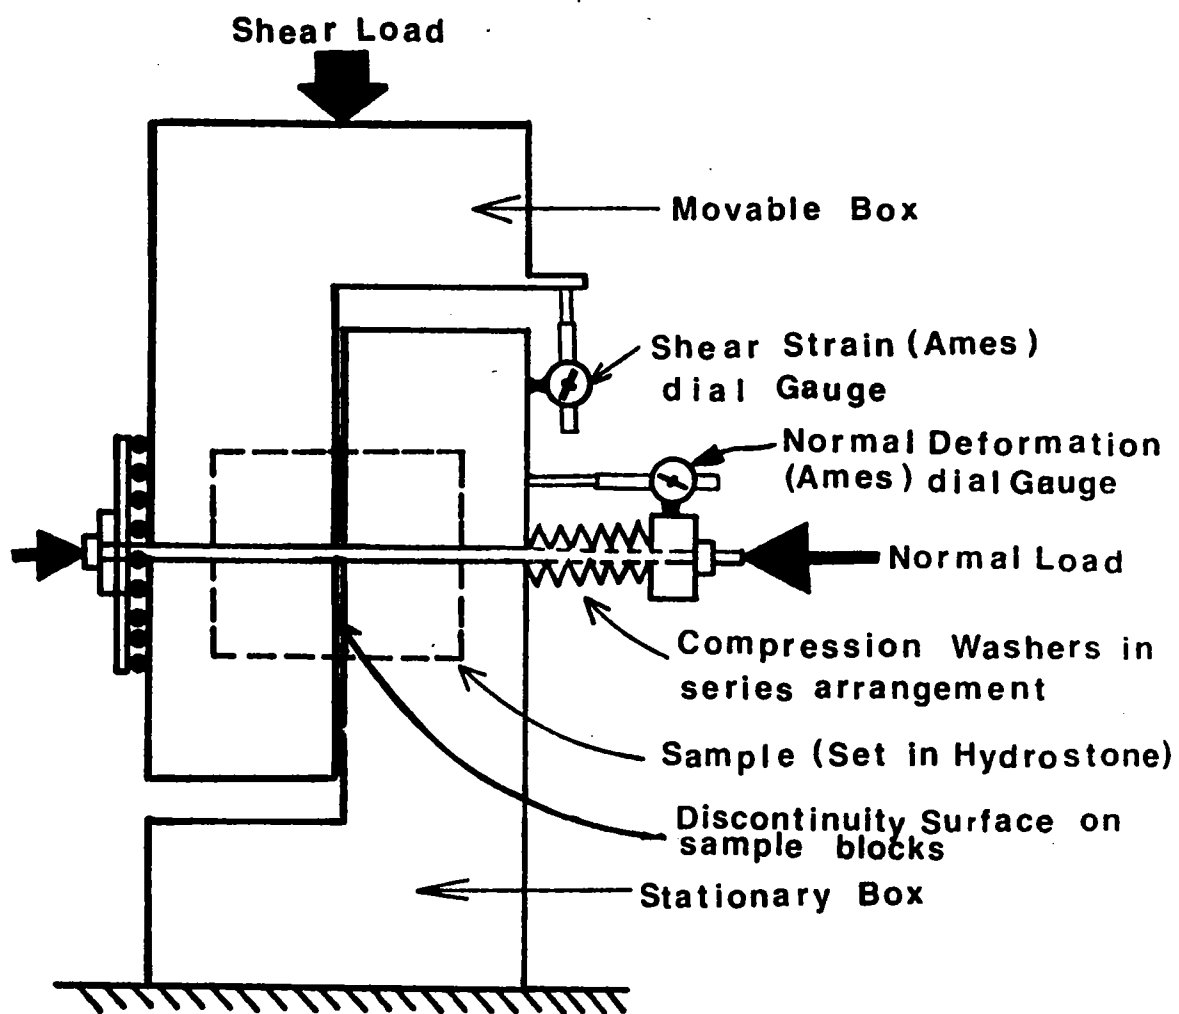 Shear Load
Movable Box
Shear Strain (Ames)
dial Gauge
Normal Deformation
(Ames) dial Gauge
Normal Load
Compression Washers in
series arrangement
Sample (Set in Hydrostone)
Discontinuity Surface on
sample blocks
Stationary Box